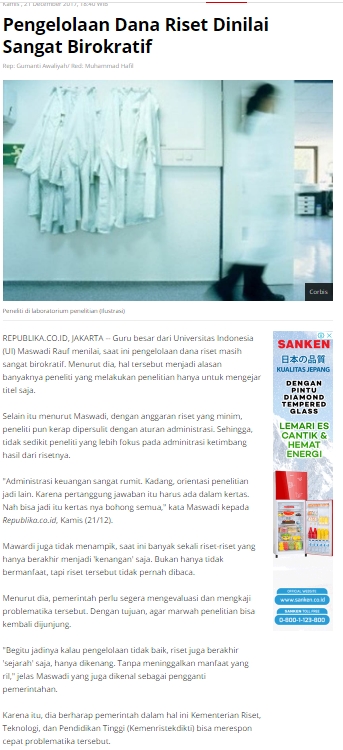 Kamis , 21 December 2017, 18:40 WIB
Pengelolaan Dana Riset Dinilai
Sangat Birokratif
Rep: Gumanti Awaliyah/ Red: Muhammad Hafil
Corbis
Peneliti di laboratorium penelitian (Ilustrasi)
REPUBLIKA.CO.ID, JAKARTA -- Guru besar dari Universitas Indonesia
(UI) Maswadi Rauf menilai, saat ini pengelolaan dana riset masih
sangat birokratif. Menurut dia, hal tersebut menjadi alasan
banyaknya peneliti yang melakukan penelitian hanya untuk mengejar
titel saja.
Selain itu menurut Maswadi, dengan anggaran riset yang minim,
peneliti pun kerap dipersulit dengan aturan administrasi. Sehingga,
tidak sedikit peneliti yang lebih fokus pada adminitrasi ketimbang
hasil dari risetnya.
"Administrasi keuangan sangat rumit. Kadang, orientasi penelitian
jadi lain. Karena pertanggung jawaban itu harus ada dalam kertas.
Nah bisa jadi itu kertas nya bohong semua," kata Maswadi kepada
Republika.co.id, Kamis (21/12).
Mawardi juga tidak menampik, saat ini banyak sekali riset-riset yang
hanya berakhir menjadi 'kenangan' saja. Bukan hanya tidak
bermanfaat, tapi riset tersebut tidak pernah dibaca.
Menurut dia, pemerintah perlu segera mengevaluasi dan mengkaji
problematika tersebut. Dengan tujuan, agar marwah penelitian bisa
kembali dijunjung.
"Begitu jadinya kalau pengelolaan tidak baik, riset juga berakhir
'sejarah' saja, hanya dikenang. Tanpa meninggalkan manfaat yang
ril," jelas Maswadi yang juga dikenal sebagai pengganti
pemerintahan.
Karena itu, dia berharap pemerintah dalam hal ini Kementerian Riset,
Teknologi, dan Pendidikan Tinggi (Kemenristekdikti) bisa merespon
cepat problematika tersebut.
SANKEN
日本の品質
KUALITAS JEPANG
DENGAN
PINTU
DIAMOND
TEMPERED
GLASS
LEMARI ES
CANTIK &
HEMAT
ENERGI
OFFICIAL WEBSITE
www.sanken.co.id
SANKEN TOLL FREE
0-800-1-123-800